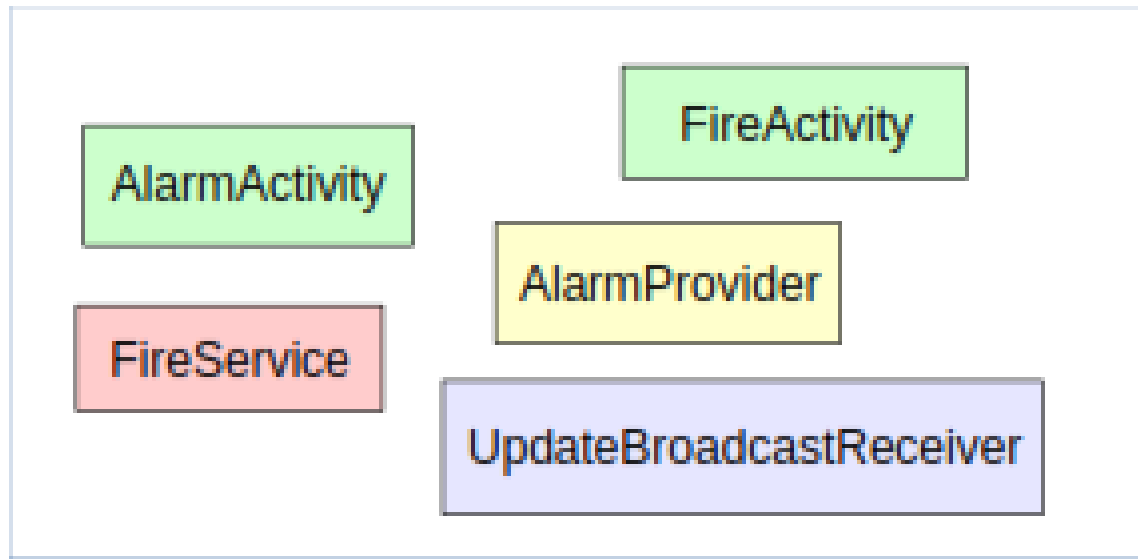 FireActivity
AlarmActivity
AlarmProvider
FireService
UpdateBroadcastReceiver